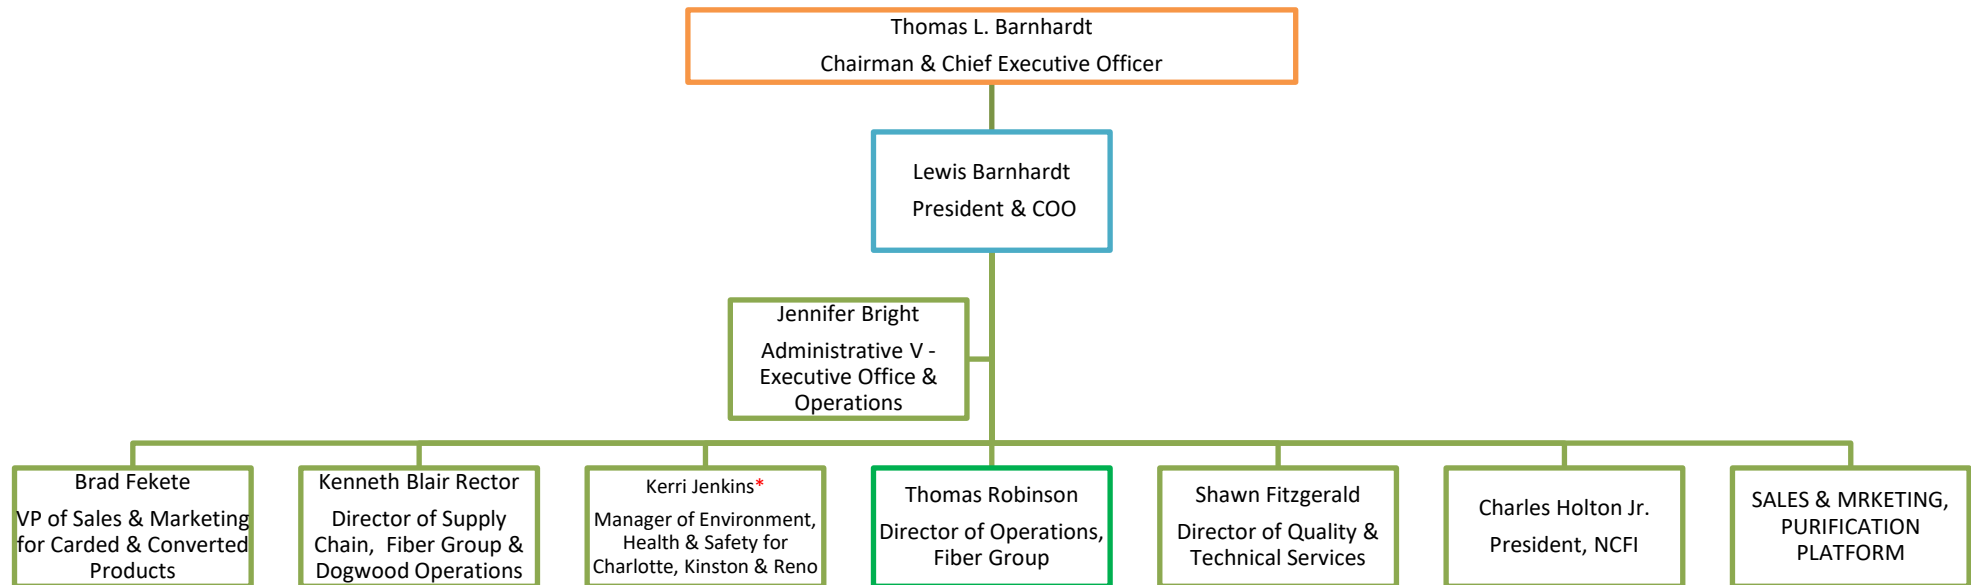 Thomas L. Barnhardt
Chairman & Chief Executive Officer
Lewis Barnhardt
President & COO
Jennifer Bright
Administrative V -
Executive Office &
Operations
Brad Fekete
VP of Sales & Marketing
for Carded & Converted
Products
Kenneth Blair Rector
Director of Supply
Chain, Fiber Group &
Dogwood Operations
Kerri Jenkins*
Manager of Environment,
Health & Safety for
Charlotte, Kinston & Reno
Thomas Robinson
Director of Operations,
Fiber Group
Shawn Fitzgerald
Director of Quality &
Technical Services
Charles Holton Jr.
President, NCFI
SALES & MRKETING,
PURIFICATION
PLATFORM